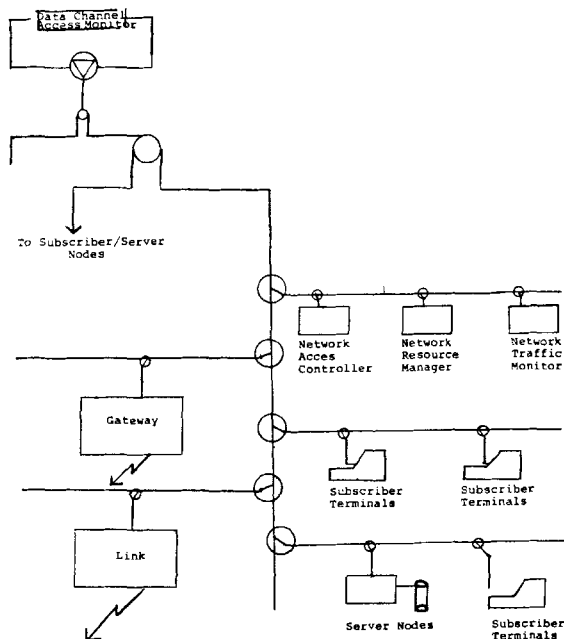 Data Channel
Access Monitor
To Subscriber/Server
Nodes
Network
Acces
Controller
Network
Resource
Manager
Network
Traffic
Monitor
Gateway
Subscriber
Terminals
Subscriber
Terminals
Link
Server Nodes
Subscriber
Terminals